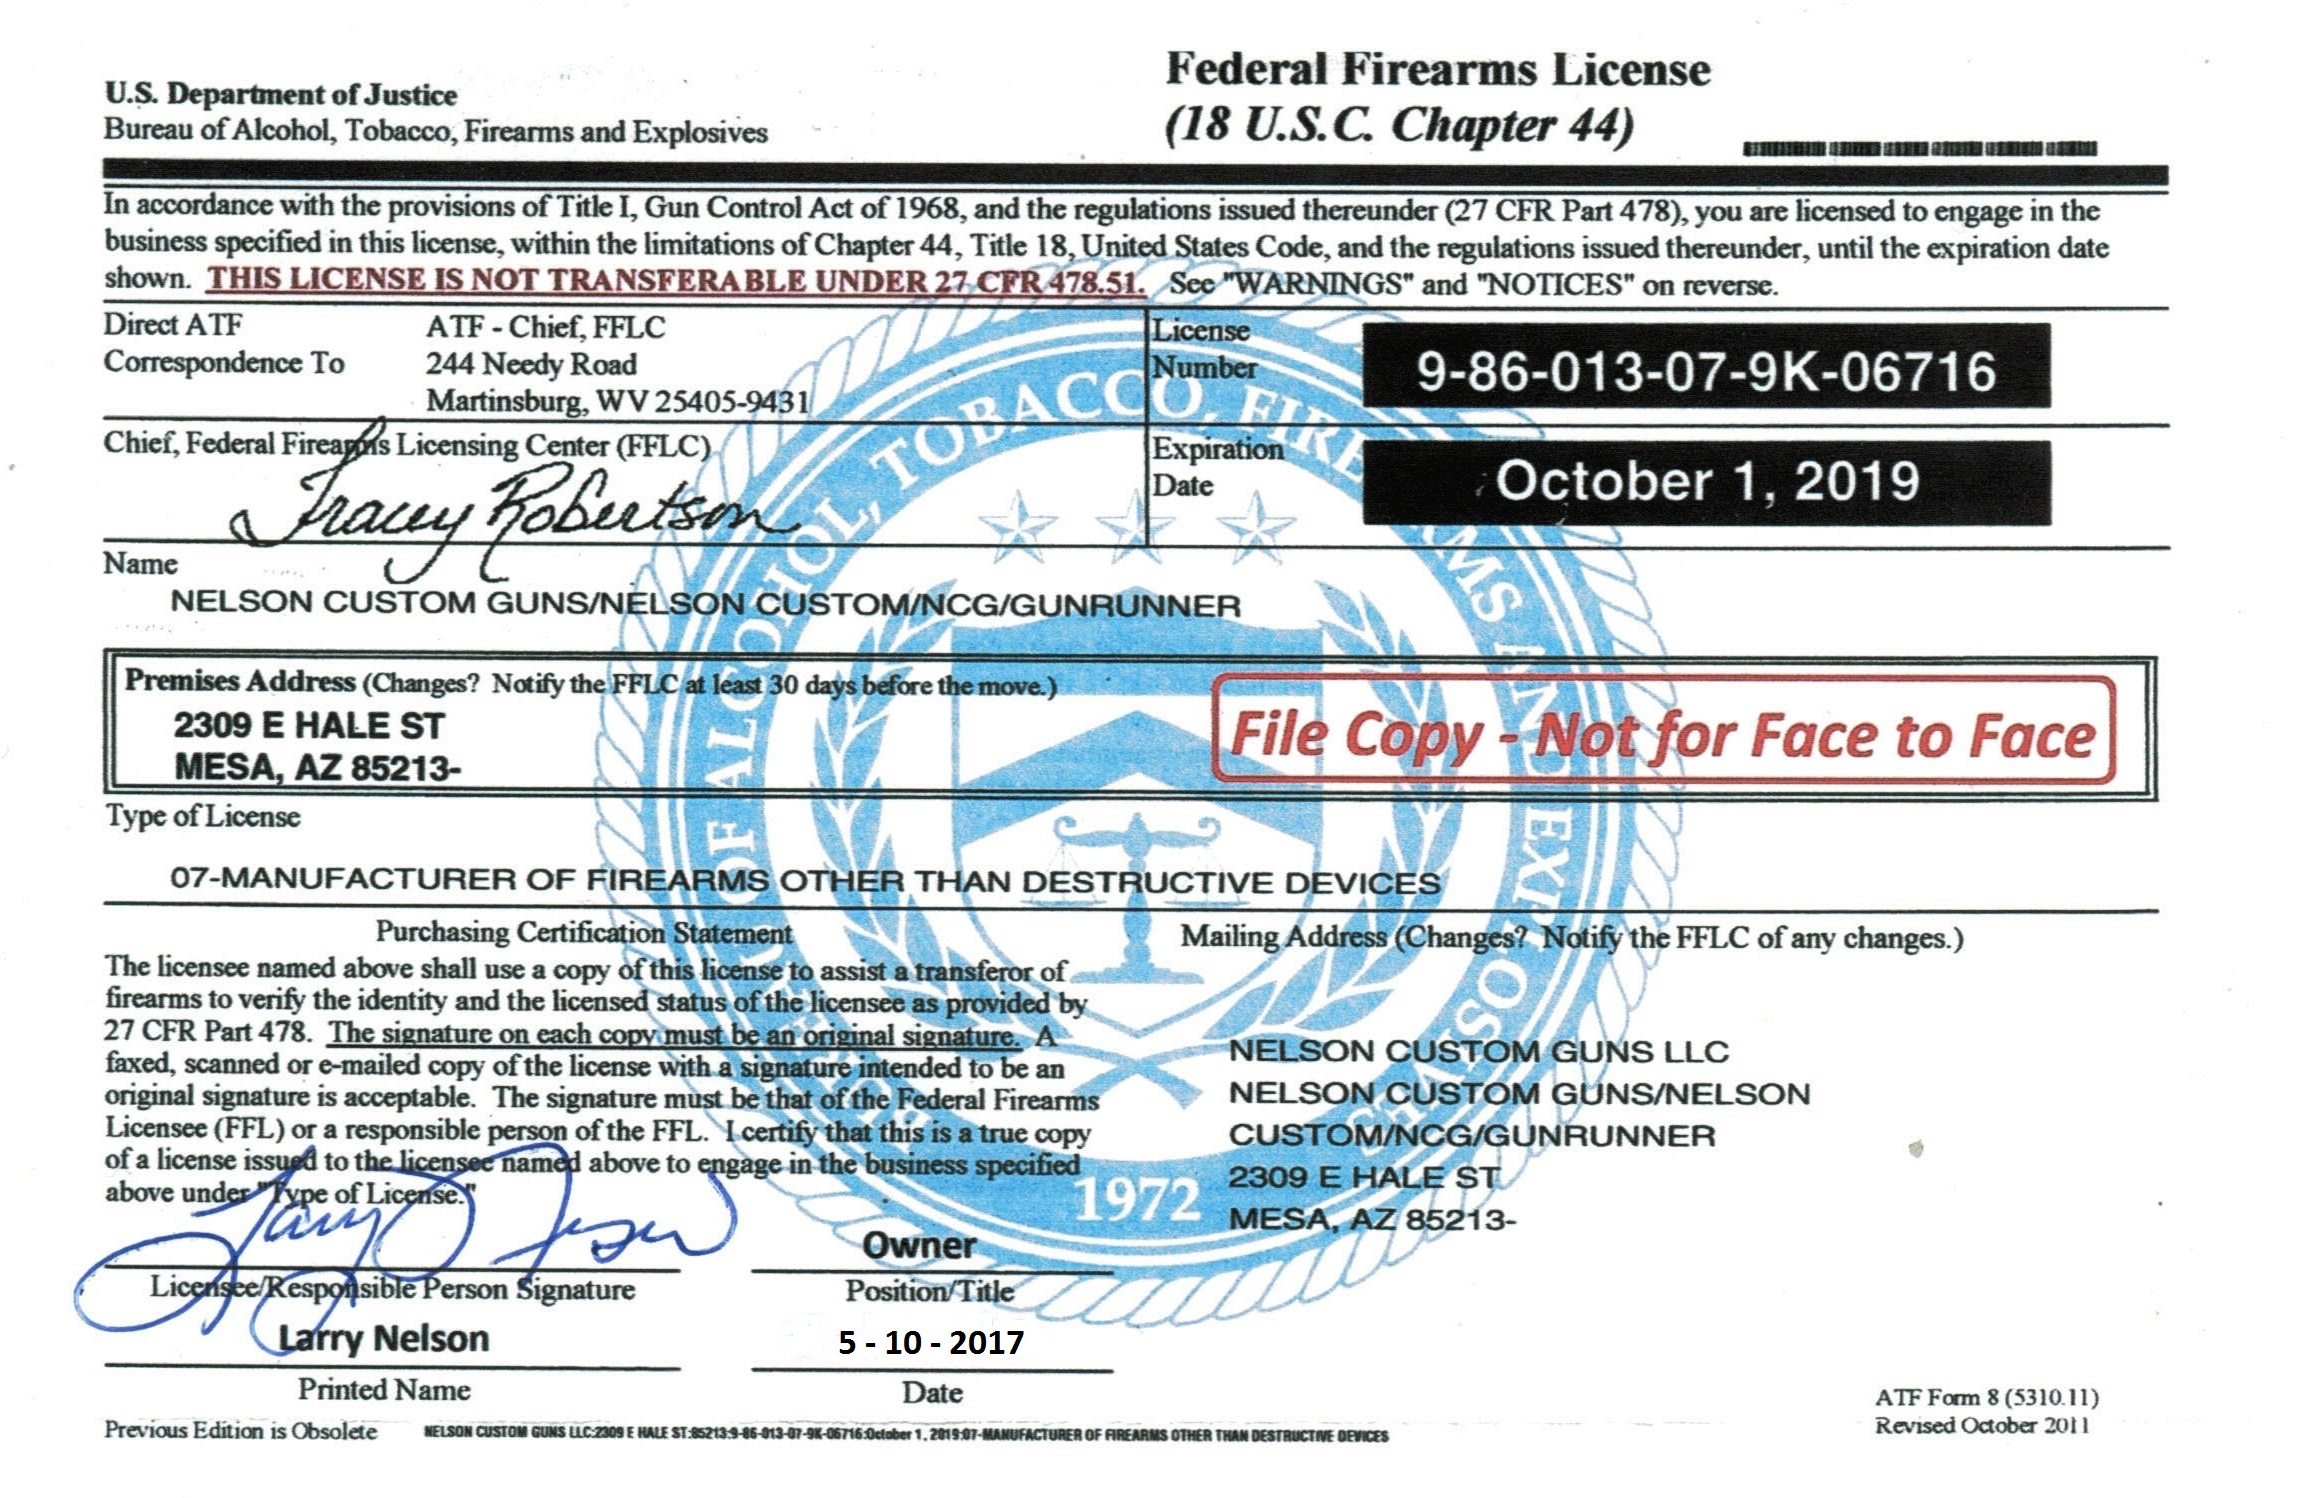 U.S. Department of Justice
Bureau of Alcohol, Tobacco, Firearms and Explosives
Federal Firearms License
(18 U.S.C. Chapter 44)
In accordance with the provisions of Title I, Gun Control Act of 1968, and the regulations issued thereunder (27 CFR Part 478), you are licensed to engage in the
business specified in this license, within the limitations of Chapter 44, Title 18, United States Code, and the regulations issued thereunder, until the expiration date
shown. THIS LICENSE IS NOT TRANSFERABLE UNDER 27 CFR 478.51. See "WARNINGS" and "NOTICES" on reverse.
Direct ATF
Correspondence To
ATF - Chief, FFLC
244 Needy Road
Martinsburg, WV 25405-9431
License
Number
9-86-013-07-9K-06716
Chief, Federal Firearms Licensing Center (FFLC)
Tracey Robertson
Expiration
Date
October 1, 2019
Name
NELSON CUSTOM GUNS/NELSON CUSTOM/NCG/GUNRUNNER
Premises Address (Changes? Notify the FFLC at least 30 days before the move.)
2309 E HALE ST
MESA, AZ 85213-
File Copy - Not for Face to Face
Type of License
07-MANUFACTURER OF FIREARMS OTHER THAN DESTRUCTIVE DEVICES
Purchasing Certification Statement
The licensee named above shall use a copy of this license to assist a transferor of
firearms to verify the identity and the licensed status of the licensee as provided by
27 CFR Part 478. The signature on each copy must be an original signature. A
faxed, scanned or e-mailed copy of the license with a signature intended to be an
original signature is acceptable. The signature must be that of the Federal Firearms
Licensee (FFL) or a responsible person of the FFL. I certify that this is a true copy
of a license issued to the licensee named above to engage in the business specified
above under "Type of License."
Mailing Address (Changes? Notify the FFLC of any changes.)
NELSON CUSTOM GUNS LLC
NELSON CUSTOM GUNS/NELSON
CUSTOM/NCG/GUNRUNNER
2309 E HALE ST
MESA, AZ 85213-
BUREAU OF ALCOHOL, TOBACCO, FIREARMS AND EXPLOSIVES
1972
Owner
Licensee/Responsible Person Signature
Position/Title
Larry Nelson
5 - 10 - 2017
Printed Name
Date
Previous Edition is Obsolete
NELSON CUSTOM GUNS LLC:2309 E HALE ST:85213:9-86-013-07-9K-06716:October 1, 2019:07-MANUFACTURER OF FIREARMS OTHER THAN DESTRUCTIVE DEVICES
ATF Form 8 (5310.11)
Revised October 2011